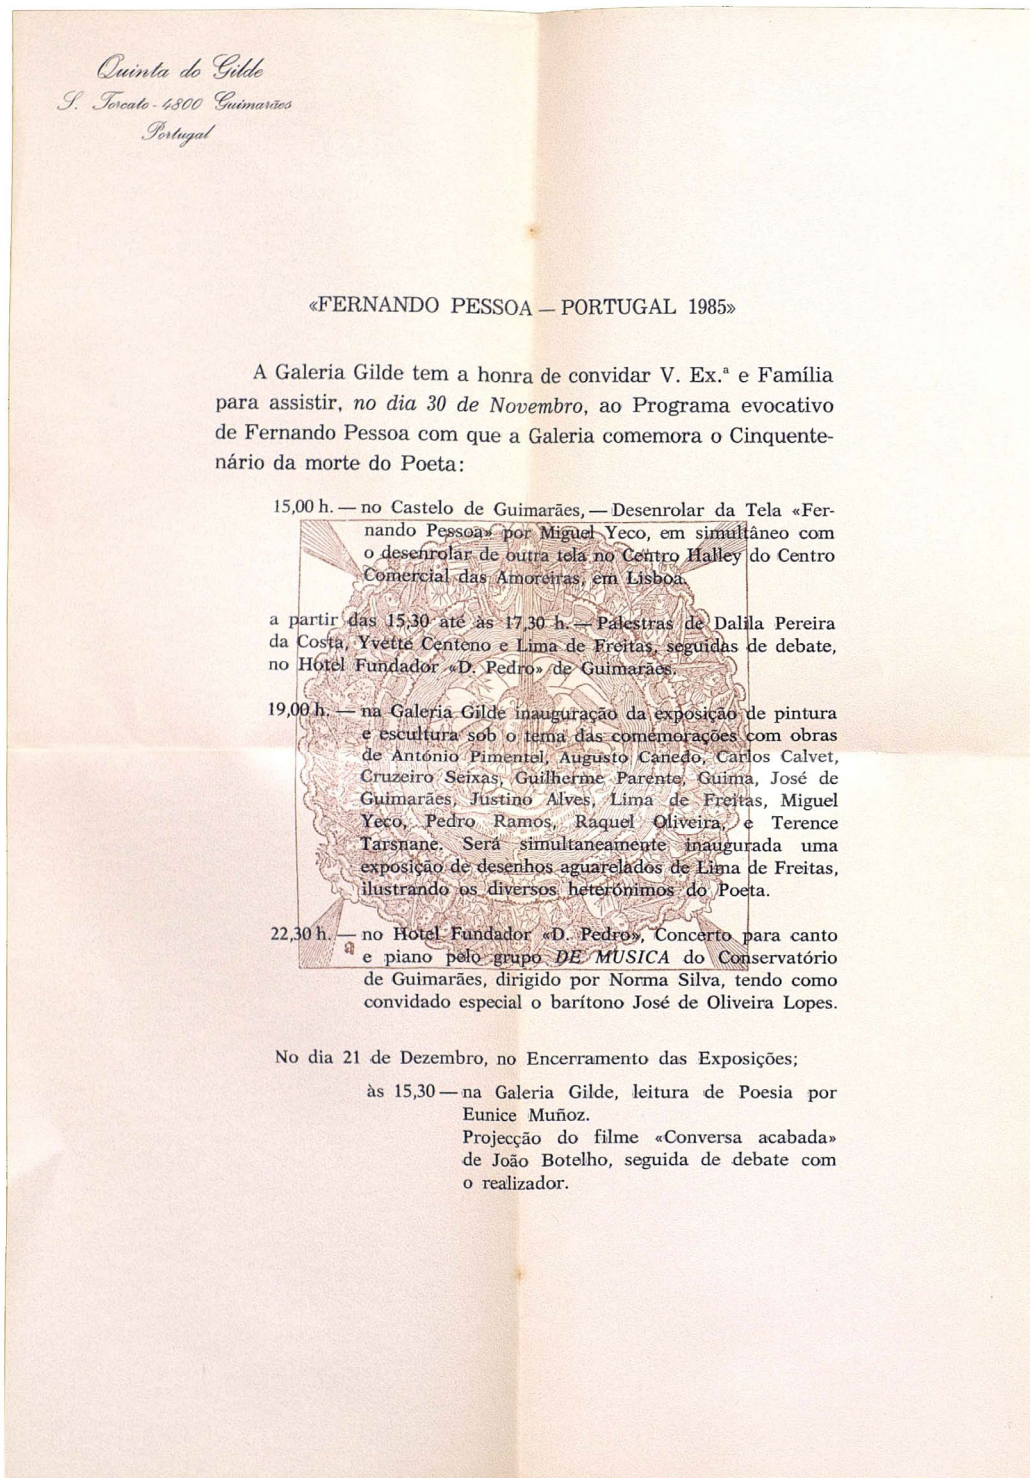 Quinta do Gilde
S. Torcato - 4800 Guimarães
Portugal
«FERNANDO PESSOA — PORTUGAL 1985»
A Galeria Gilde tem a honra de convidar V. Ex.ª e Família
para assistir, no dia 30 de Novembro, ao Programa evocativo
de Fernando Pessoa com que a Galeria comemora o Cinquente-
nário da morte do Poeta:
15,00 h. — no Castelo de Guimarães, — Desenrolar da Tela «Fer-
nando Pessoa» por Miguel Yeco, em simultâneo com
o desenrolar de outra tela no Centro Halley do Centro
Comercial das Amoreiras, em Lisboa.
a partir das 15,30 até às 17,30 h. — Palestras de Dalila Pereira
da Costa, Yvette Centeno e Lima de Freitas, seguidas de debate,
no Hotel Fundador «D. Pedro» de Guimarães.
19,00 h. — na Galeria Gilde inauguração da exposição de pintura
e escultura sob o tema das comemorações com obras
de António Pimentel, Augusto Canedo, Carlos Calvet,
Cruzeiro Seixas, Guilherme Parente, Guima, José de
Guimarães, Justino Alves, Lima de Freitas, Miguel
Yeco, Pedro Ramos, Raquel Oliveira, e Terence
Tarsnane. Será simultaneamente inaugurada uma
exposição de desenhos aguarelados de Lima de Freitas,
ilustrando os diversos heterónimos do Poeta.
22,30 h. — no Hotel Fundador «D. Pedro», Concerto para canto
e piano pelo grupo DE MUSICA do Conservatório
de Guimarães, dirigido por Norma Silva, tendo como
convidado especial o barítono José de Oliveira Lopes.
No dia 21 de Dezembro, no Encerramento das Exposições;
às 15,30 — na Galeria Gilde, leitura de Poesia por
Eunice Muñoz.
Projecção do filme «Conversa acabada»
de João Botelho, seguida de debate com
o realizador.